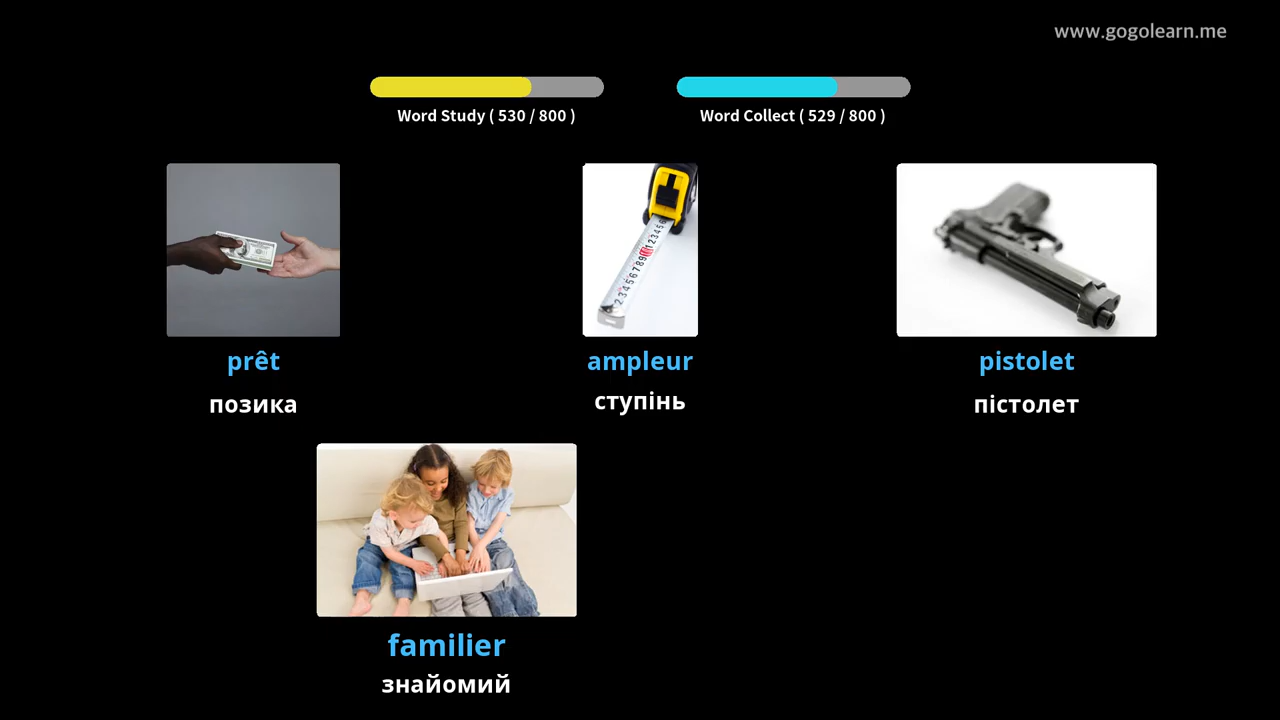 www.gogolearn.me
Word Study ( 530 / 800 )
Word Collect ( 529 / 800 )
prêt
ampleur
pistolet
позика
ступінь
пістолет
familier
знайомий